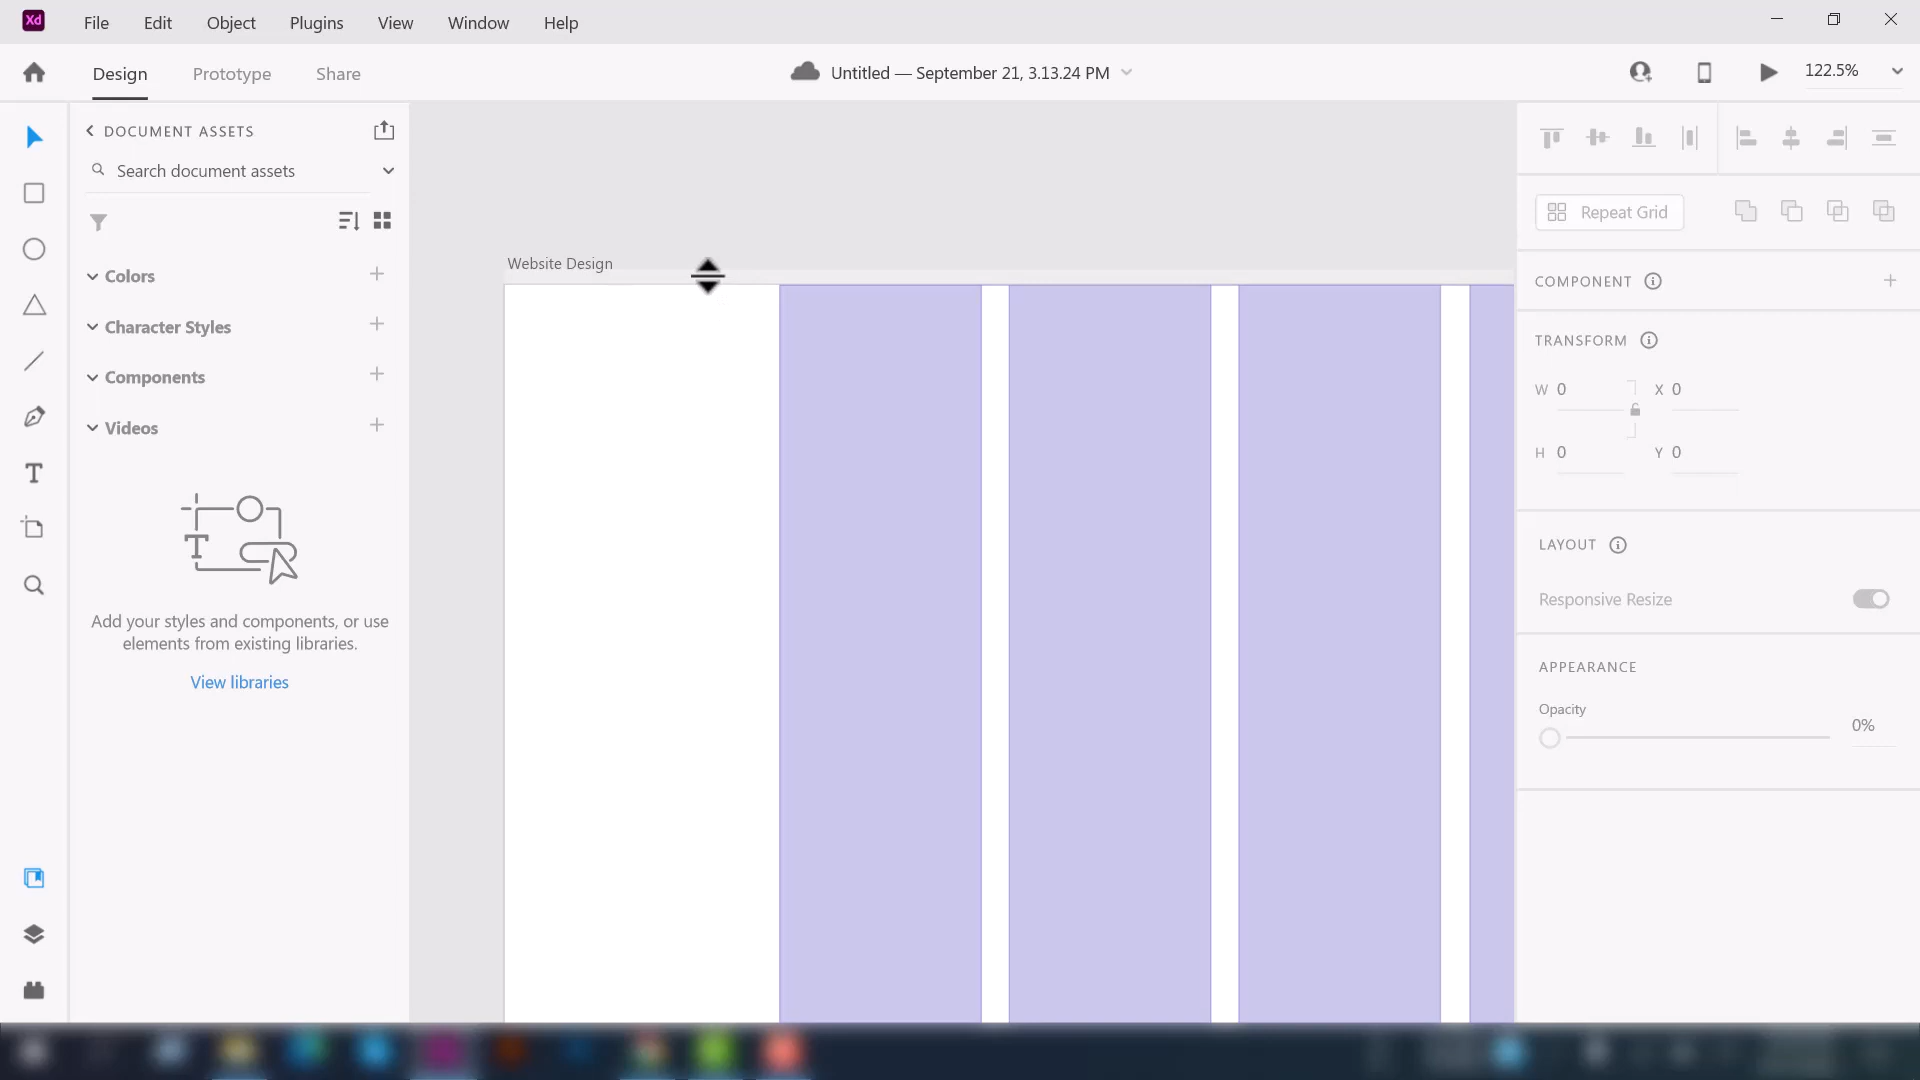 Xd File Edit Object Plugins View Window Help
Design Prototype Share Untitled — September 21, 3.13.24 PM 122.5%
DOCUMENT ASSETS
Search document assets
Colors
Character Styles
Components
Videos
Add your styles and components, or use
elements from existing libraries.
View libraries
Website Design
Repeat Grid
COMPONENT
TRANSFORM
W 0 X 0
H 0 Y 0
LAYOUT
Responsive Resize
APPEARANCE
Opacity
0%